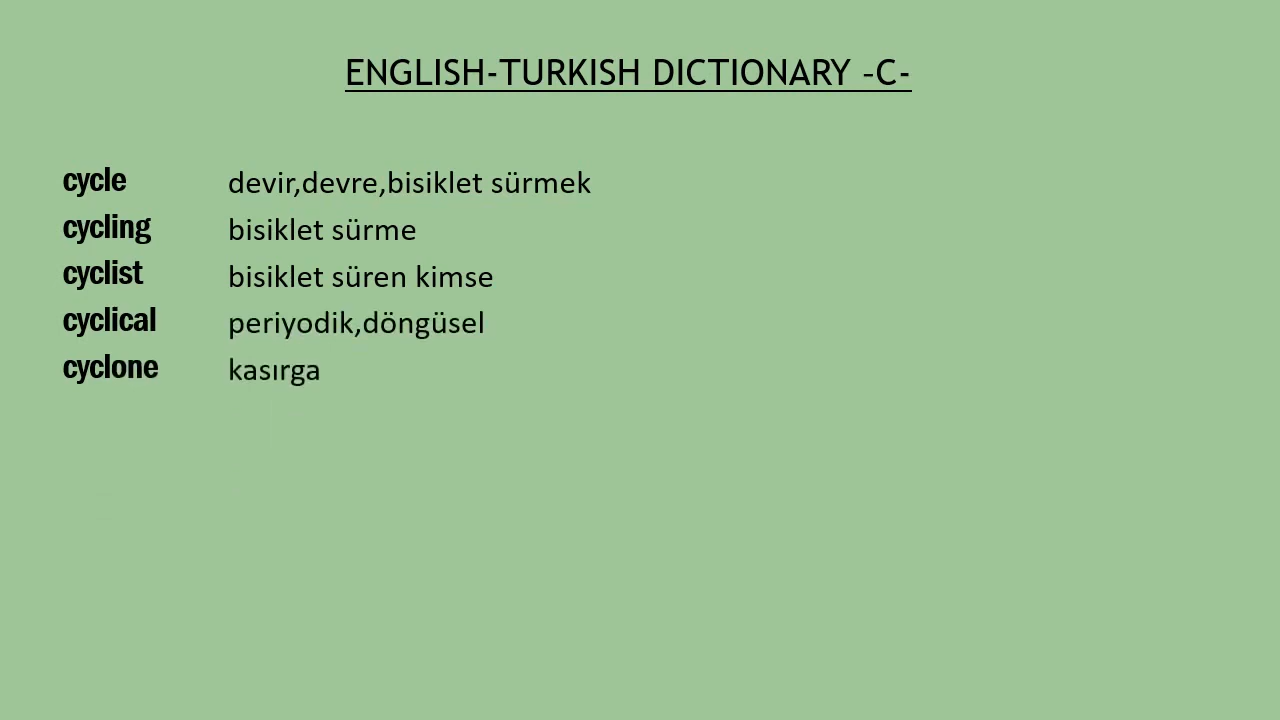 ENGLISH-TURKISH DICTIONARY –C-
cycle devir,devre,bisiklet sürmek
cycling bisiklet sürme
cyclist bisiklet süren kimse
cyclical periyodik,döngüsel
cyclone kasırga